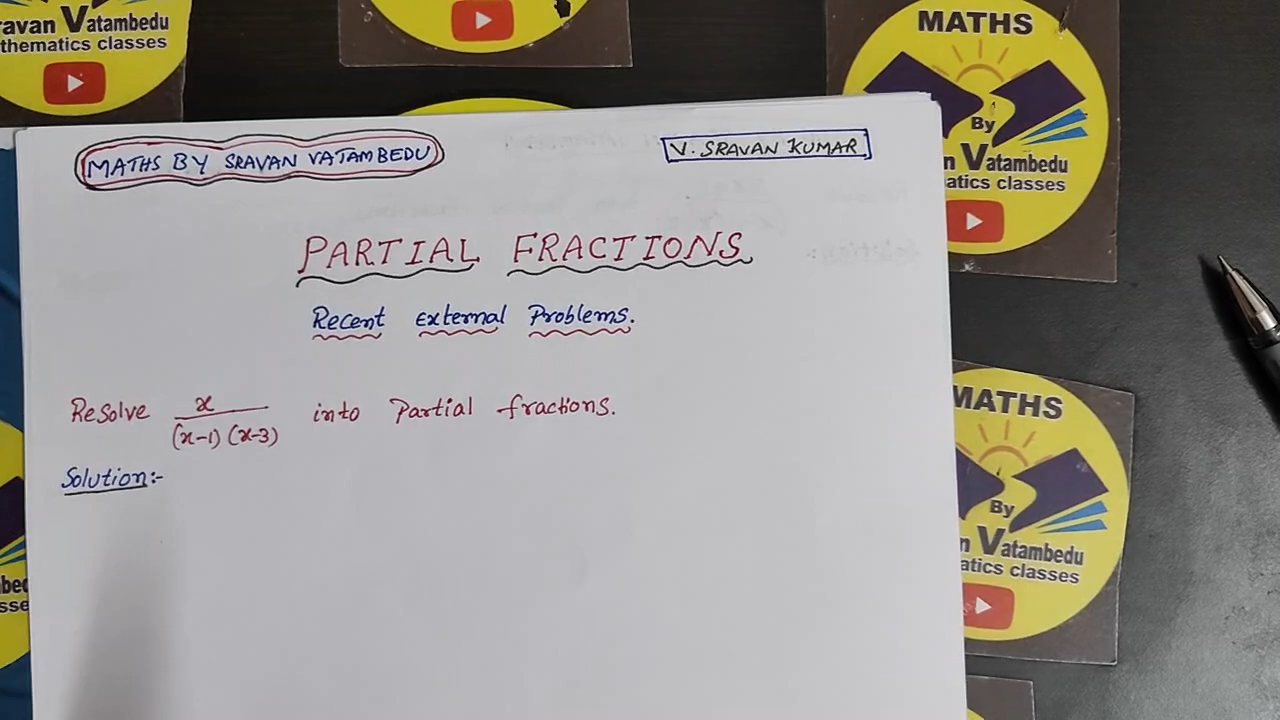 ravan Vatambedu
thematics classes
MATHS
By
n Vatambedu
atics classes
MATHS BY SRAVAN VATAMBEDU
V. SRAVAN KUMAR
PARTIAL FRACTIONS
Recent external Problems.
Resolve x/(x-1)(x-3) into Partial fractions.
Solution:-
MATHS
By
n Vatambedu
atics classes